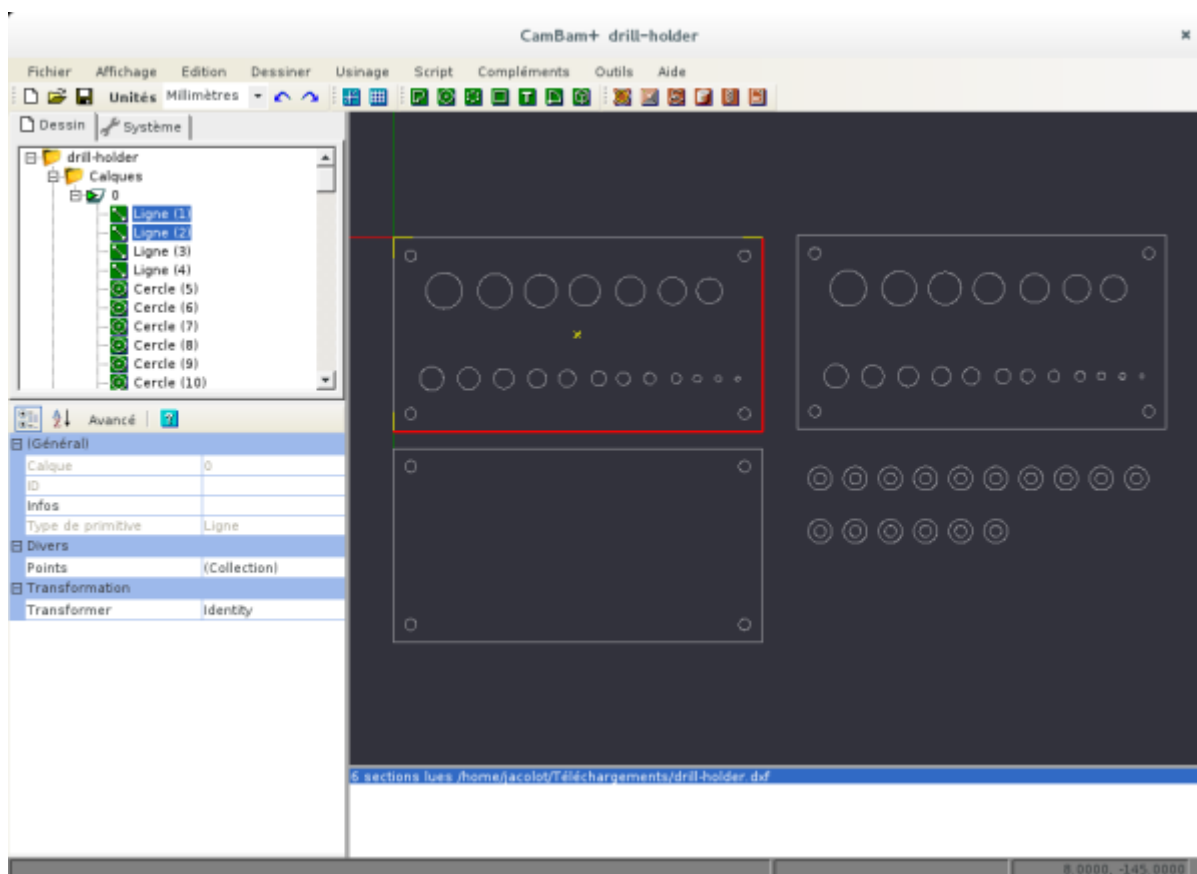 CamBam+ drill-holder
Fichier Affichage Edition Dessiner Usinage Script Compléments Outils Aide
Unités Millimètres
Dessin Système
drill-holder
Calques
0
Ligne (1)
Ligne (2)
Ligne (3)
Ligne (4)
Cercle (5)
Cercle (6)
Cercle (7)
Cercle (8)
Cercle (9)
Cercle (10)
Avancé
(Général)
Calque 0
ID
Infos
Type de primitive Ligne
Divers
Points (Collection)
Transformation
Transformer Identity
6 sections lues /home/jacolot/Téléchargements/drill-holder.dxf
8.0000, -145.0000